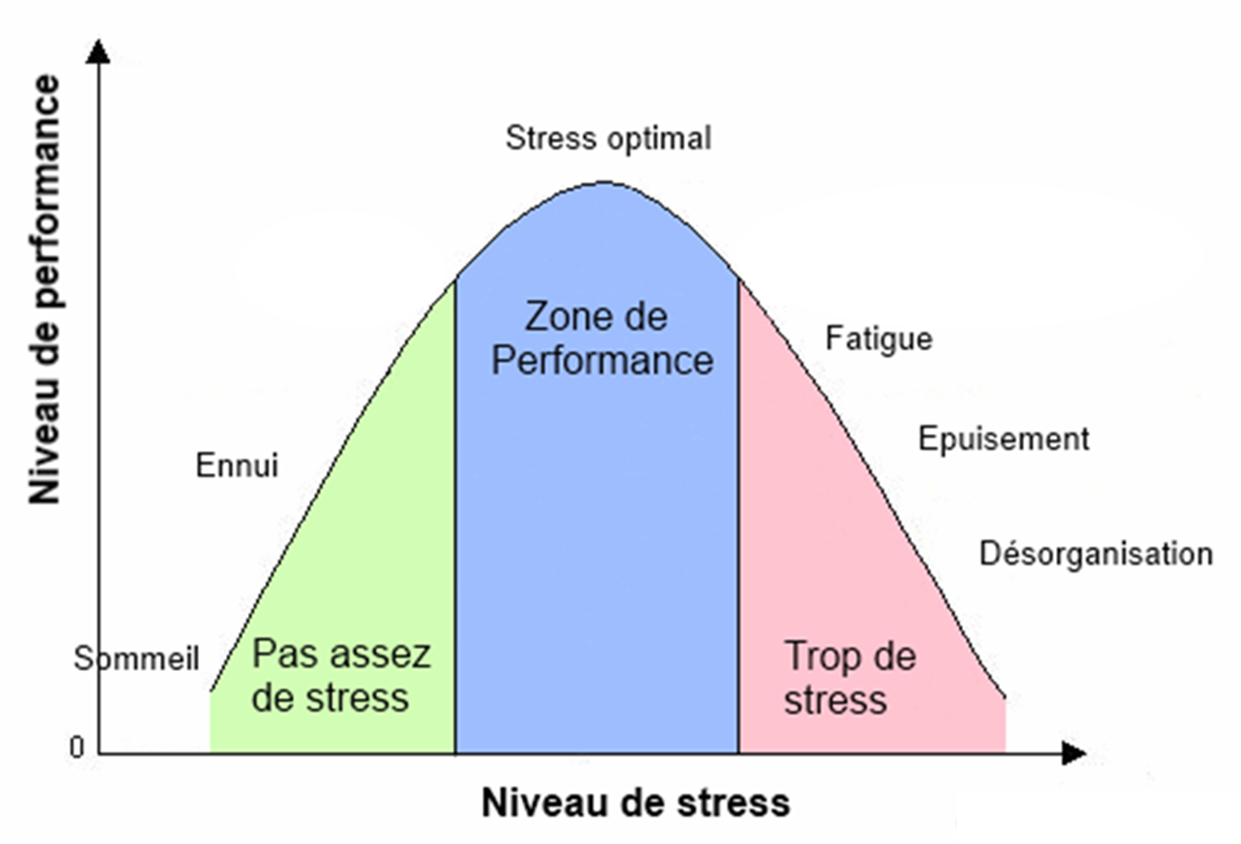 Niveau de performance
Stress optimal
Zone de
Performance
Fatigue
Epuisement
Ennui
Désorganisation
Sommeil
Pas assez
de stress
Trop de
stress
0
Niveau de stress